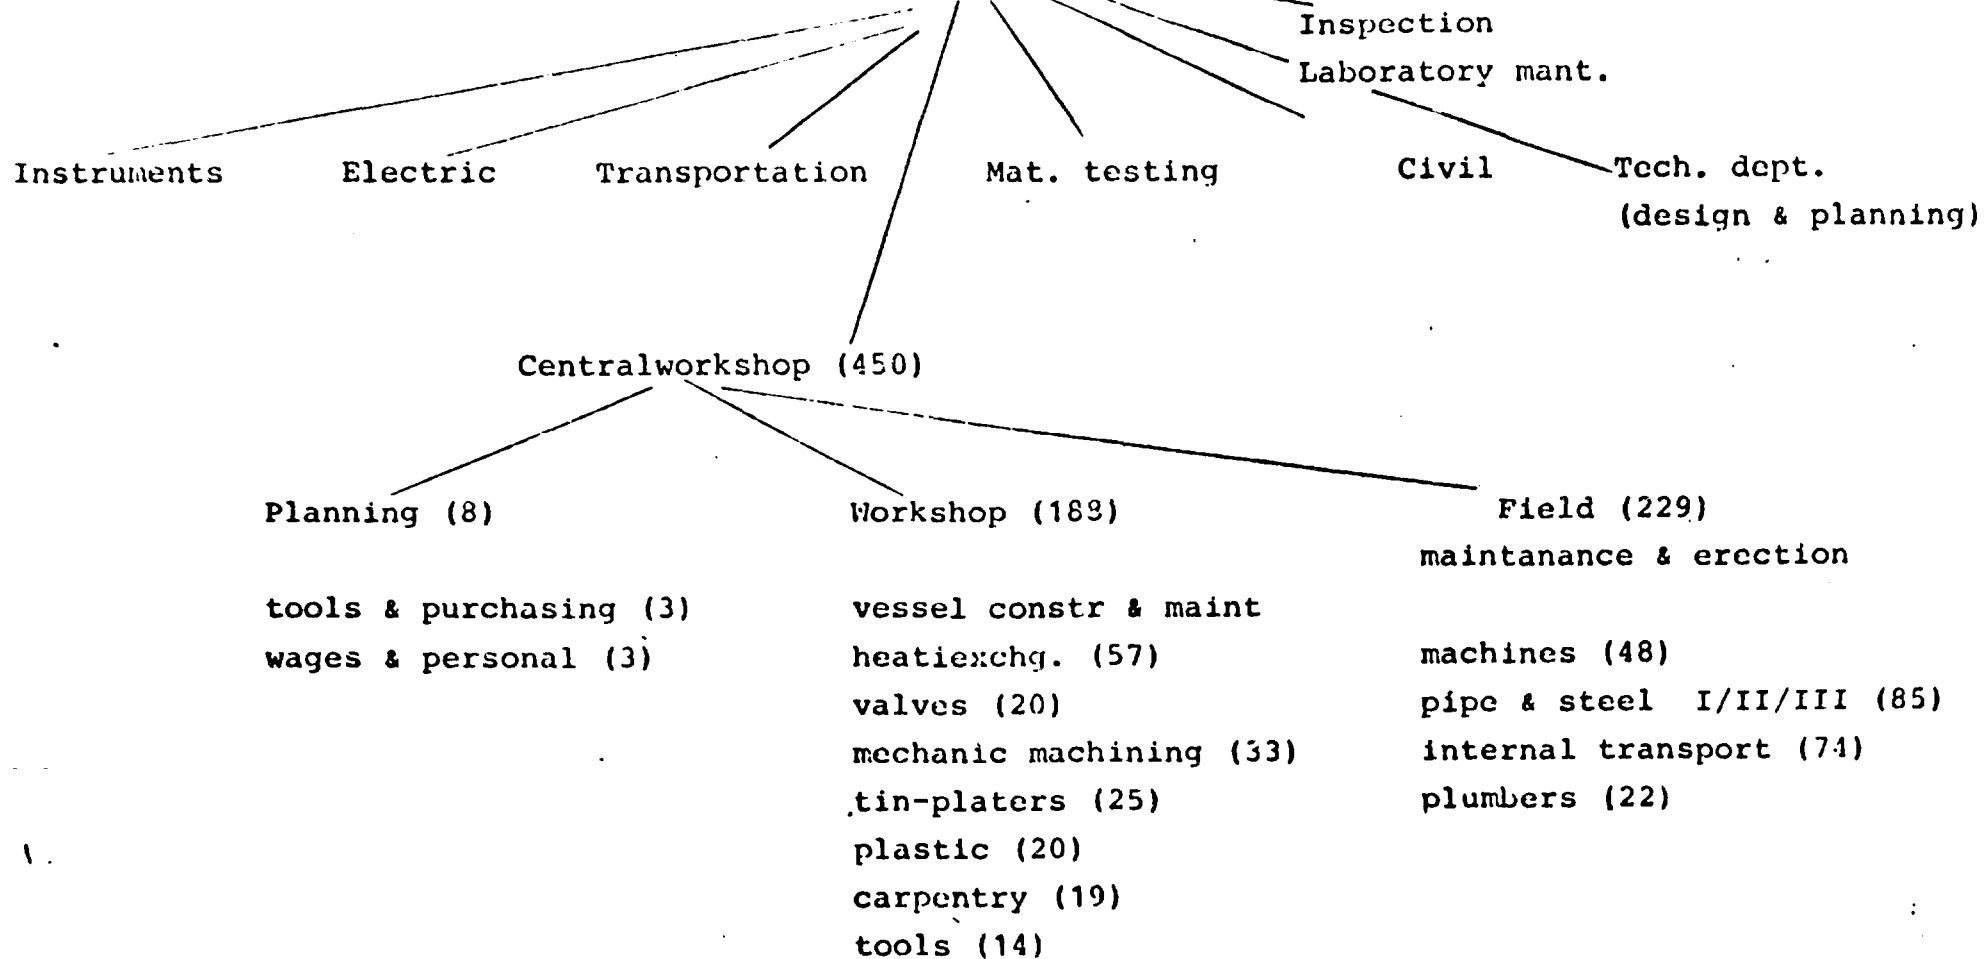 Inspection
Laboratory mant.
Instruments Electric Transportation Mat. testing Civil Tech. dept.
(design & planning)
Centralworkshop (450)
Planning (8) Workshop (188) Field (229)
maintanance & erection
tools & purchasing (3) vessel constr & maint
wages & personal (3) heatiexchg. (57) machines (48)
valves (20) pipe & steel I/II/III (85)
mechanic machining (33) internal transport (74)
tin-platers (25) plumbers (22)
plastic (20)
carpentry (19)
tools (14)